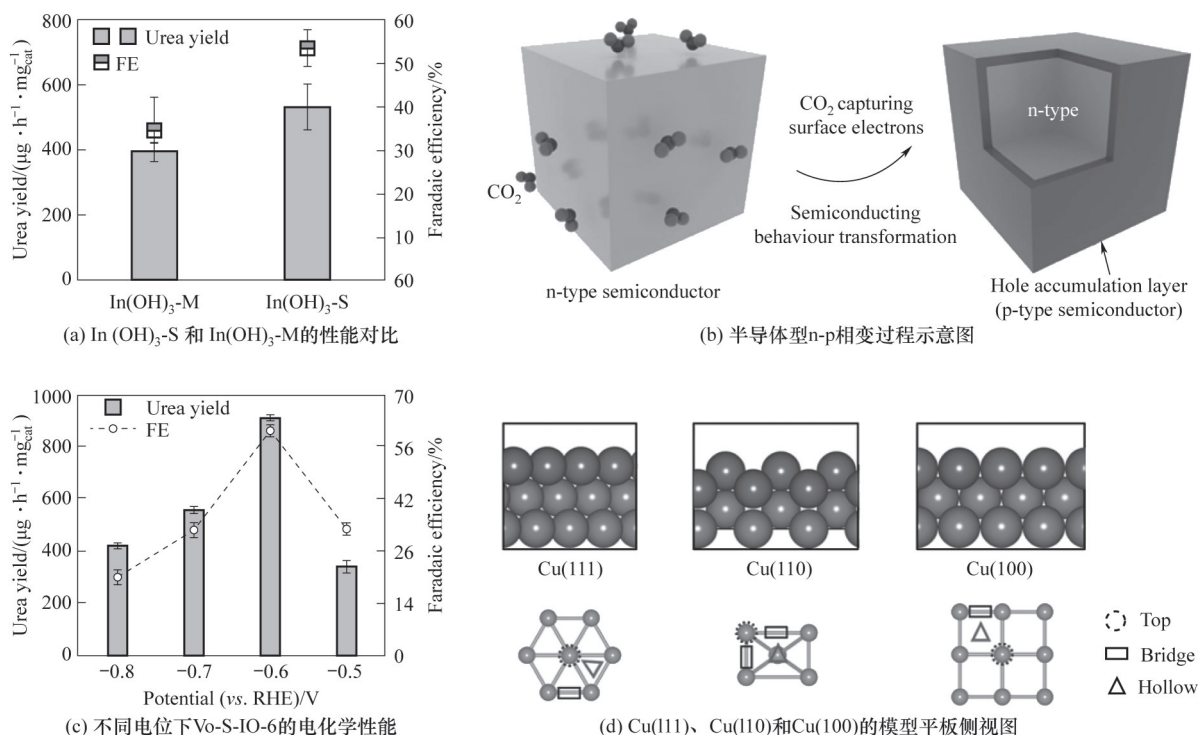 800
600
400
200
0
Urea yield/(μg·h⁻¹·mg⁻¹cat)
Urea yield
FE
60
50
40
30
20
10
60
Faradaic efficiency/%
In(OH)₃-M
In(OH)₃-S
(a) In (OH)₃-S 和 In(OH)₃-M的性能对比
CO₂
n-type semiconductor
CO₂ capturing
surface electrons
Semiconducting
behaviour transformation
n-type
Hole accumulation layer
(p-type semiconductor)
(b) 半导体型n-p相变过程示意图
1000
800
600
400
200
0
Urea yield/(μg·h⁻¹·mg⁻¹cat)
Urea yield
FE
70
56
42
26
14
0
Faradaic efficiency/%
−0.8
−0.7
−0.6
−0.5
Potential (vs. RHE)/V
(c) 不同电位下Vo-S-IO-6的电化学性能
Cu(111)
Cu(110)
Cu(100)
Top
Bridge
Hollow
(d) Cu(l11)、Cu(l10)和Cu(100)的模型平板侧视图